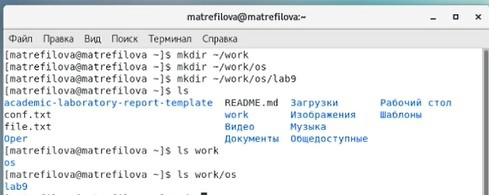 matrefilova@matrefilova:~
Файл Правка Вид Поиск Терминал Справка
[matrefilova@matrefilova ~]$ mkdir ~/work
[matrefilova@matrefilova ~]$ mkdir ~/work/os
[matrefilova@matrefilova ~]$ mkdir ~/work/os/lab9
[matrefilova@matrefilova ~]$ ls
academic-laboratory-report-template README.md Загрузки Рабочий стол
conf.txt work Изображения Шаблоны
file.txt Видео Музыка
Oper Документы Общедоступные
[matrefilova@matrefilova ~]$ ls work
os
[matrefilova@matrefilova ~]$ ls work/os
lab9